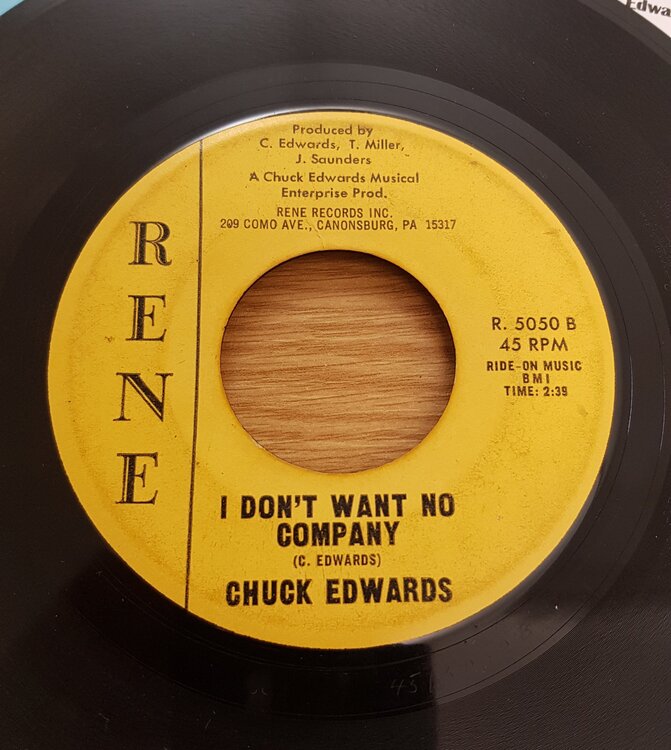 Edwa
Produced by
C. Edwards, T. Miller,
J. Saunders
A Chuck Edwards Musical
Enterprise Prod.
RENE RECORDS INC.
209 COMO AVE., CANONSBURG, PA 15317
RENE
R. 5050 B
45 RPM
RIDE-ON MUSIC
BMI
TIME: 2:39
I DON'T WANT NO
COMPANY
(C. EDWARDS)
CHUCK EDWARDS